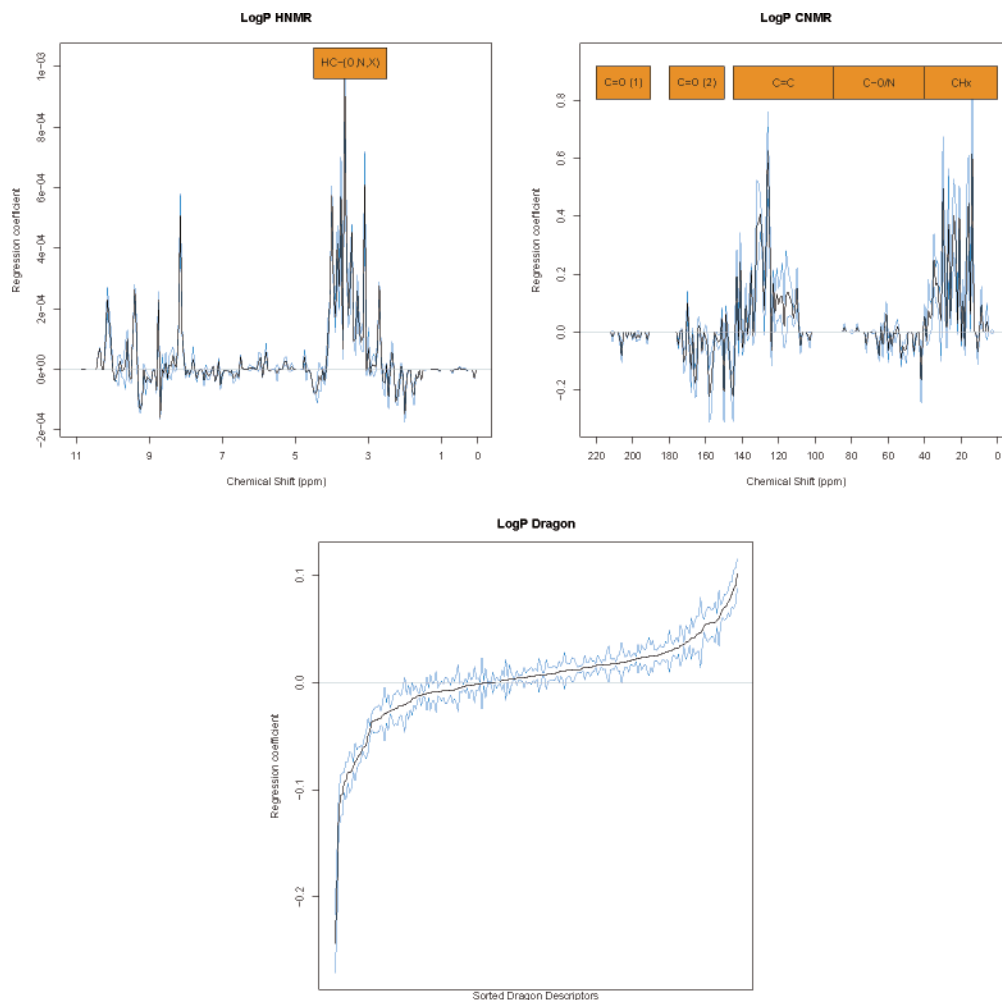 LogP HNMR
HC-(O,N,X)
1e-03
8e-04
6e-04
4e-04
2e-04
0e+00
-2e-04
Regression coefficient
11 9 7 5 3 1 0
Chemical Shift (ppm)
LogP CNMR
C=O (1) C=O (2) C=C C-O/N CHx
0.8
0.6
0.4
0.2
0.0
-0.2
Regression coefficient
220 200 180 160 140 120 100 80 60 40 20 0
Chemical Shift (ppm)
LogP Dragon
0.1
0.0
-0.1
-0.2
Regression coefficient
Sorted Dragon Descriptors